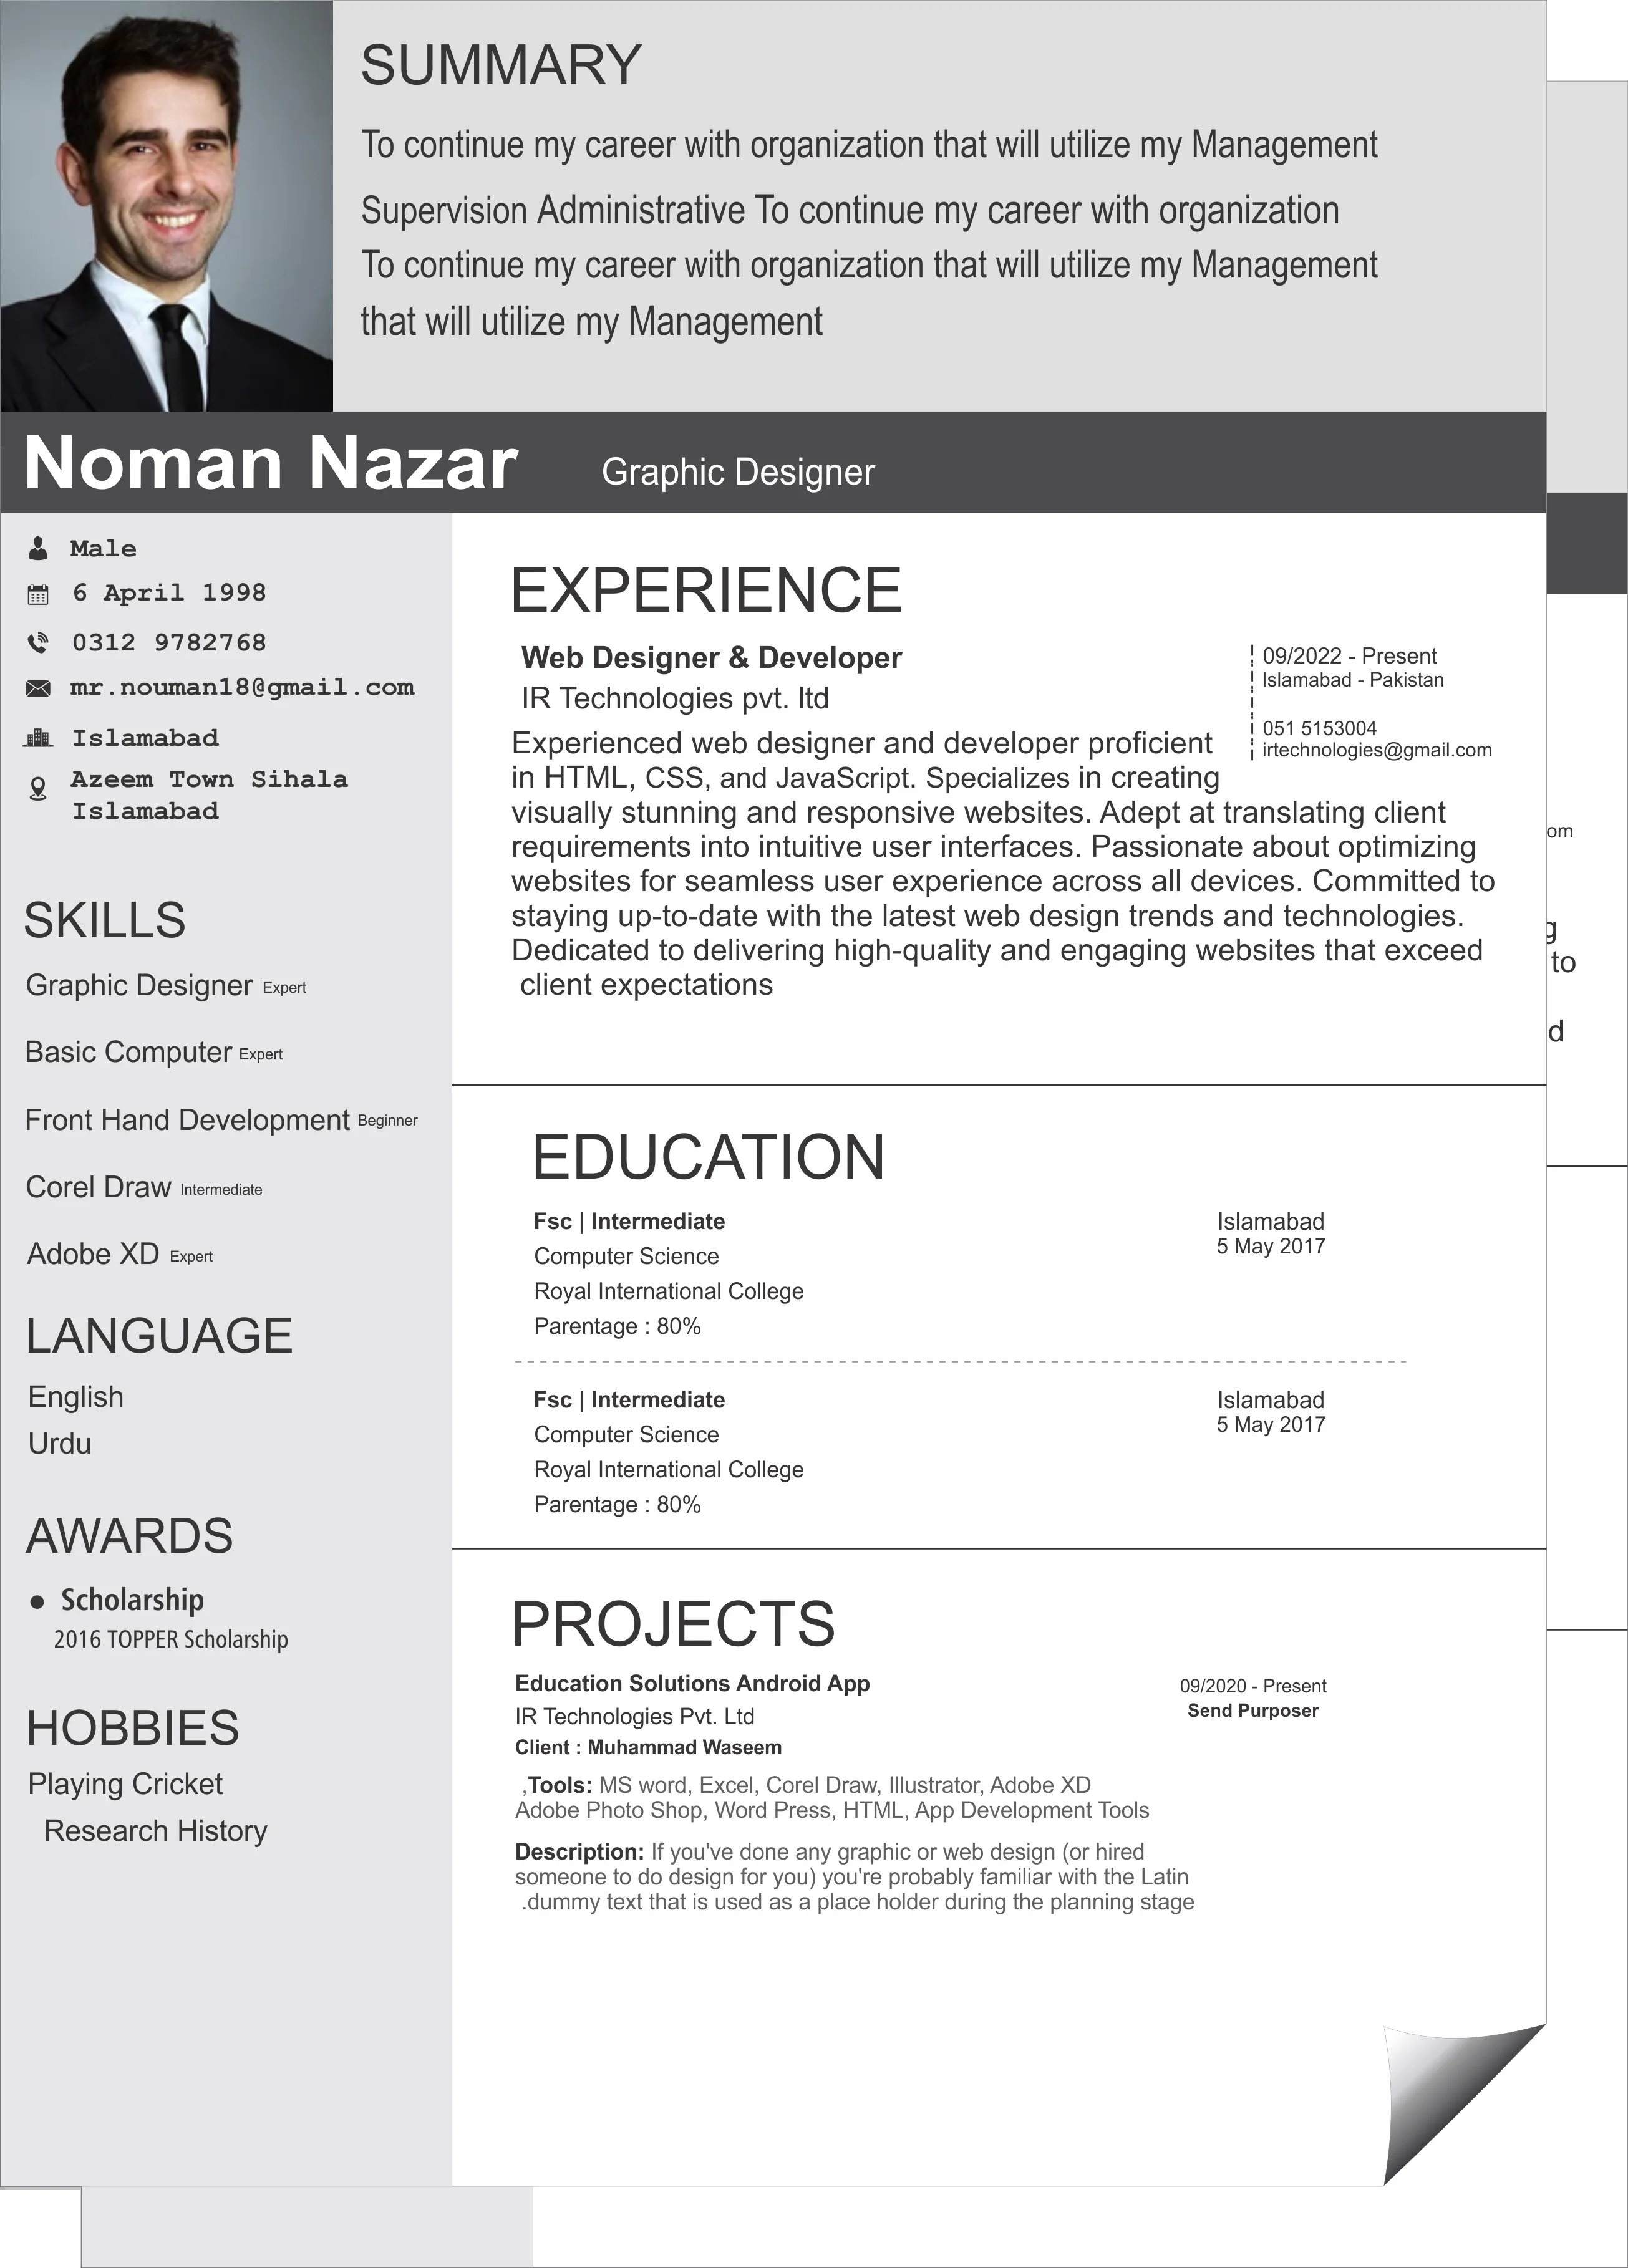 SUMMARY
To continue my career with organization that will utilize my Management
Supervision Administrative To continue my career with organization
To continue my career with organization that will utilize my Management
that will utilize my Management
Noman Nazar
Graphic Designer
Male
6 April 1998
0312 9782768
mr.nouman18@gmail.com
Islamabad
Azeem Town Sihala
Islamabad
SKILLS
Graphic Designer Expert
Basic Computer Expert
Front Hand Development Beginner
Corel Draw Intermediate
Adobe XD Expert
LANGUAGE
English
Urdu
AWARDS
● Scholarship
2016 TOPPER Scholarship
HOBBIES
Playing Cricket
Research History
EXPERIENCE
Web Designer & Developer
IR Technologies pvt. ltd
09/2022 - Present
Islamabad - Pakistan
051 5153004
irtechnologies@gmail.com
Experienced web designer and developer proficient
in HTML, CSS, and JavaScript. Specializes in creating
visually stunning and responsive websites. Adept at translating client
requirements into intuitive user interfaces. Passionate about optimizing
websites for seamless user experience across all devices. Committed to
staying up-to-date with the latest web design trends and technologies.
Dedicated to delivering high-quality and engaging websites that exceed
client expectations
EDUCATION
Fsc | Intermediate
Computer Science
Royal International College
Parentage : 80%
Islamabad
5 May 2017
Fsc | Intermediate
Computer Science
Royal International College
Parentage : 80%
Islamabad
5 May 2017
PROJECTS
Education Solutions Android App
IR Technologies Pvt. Ltd
Client : Muhammad Waseem
09/2020 - Present
Send Purposer
,Tools: MS word, Excel, Corel Draw, Illustrator, Adobe XD
Adobe Photo Shop, Word Press, HTML, App Development Tools
Description: If you've done any graphic or web design (or hired
someone to do design for you) you're probably familiar with the Latin
.dummy text that is used as a place holder during the planning stage
om
g
to
d